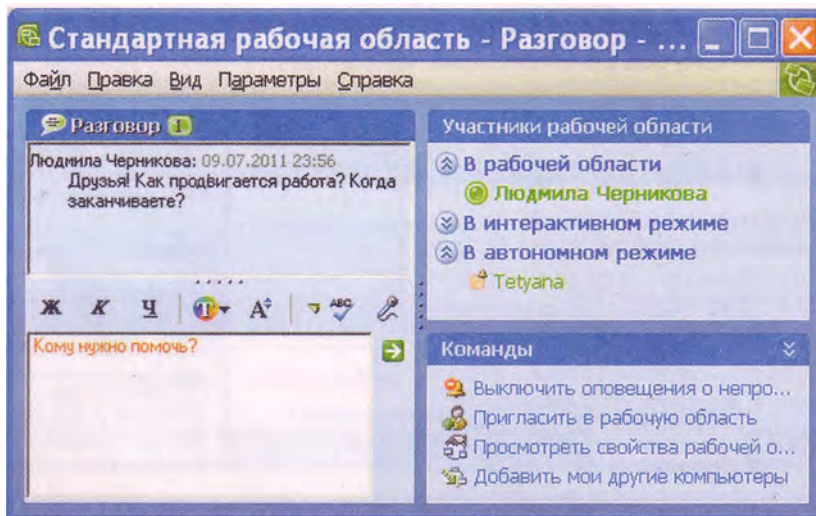 Стандартная рабочая область - Разговор - ...
Файл Правка Вид Параметры Справка
Разговор 1
Людмила Черникова: 09.07.2011 23:56
Друзья! Как продвигается работа? Когда
заканчиваете?
Ж К Ч T A ABC
Кому нужно помочь?
Участники рабочей области
В рабочей области
Людмила Черникова
В интерактивном режиме
В автономном режиме
Tetyana
Команды
Выключить оповещения о непро...
Пригласить в рабочую область
Просмотреть свойства рабочей о...
Добавить мои другие компьютеры